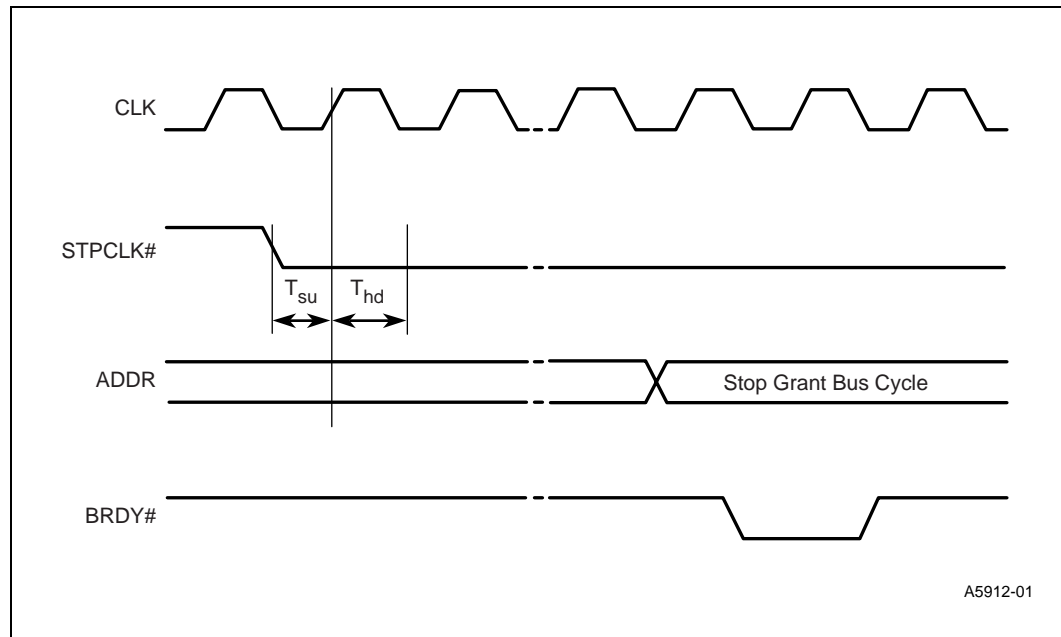 CLK
STPCLK#
Tsu Thd
ADDR
Stop Grant Bus Cycle
BRDY#
A5912-01